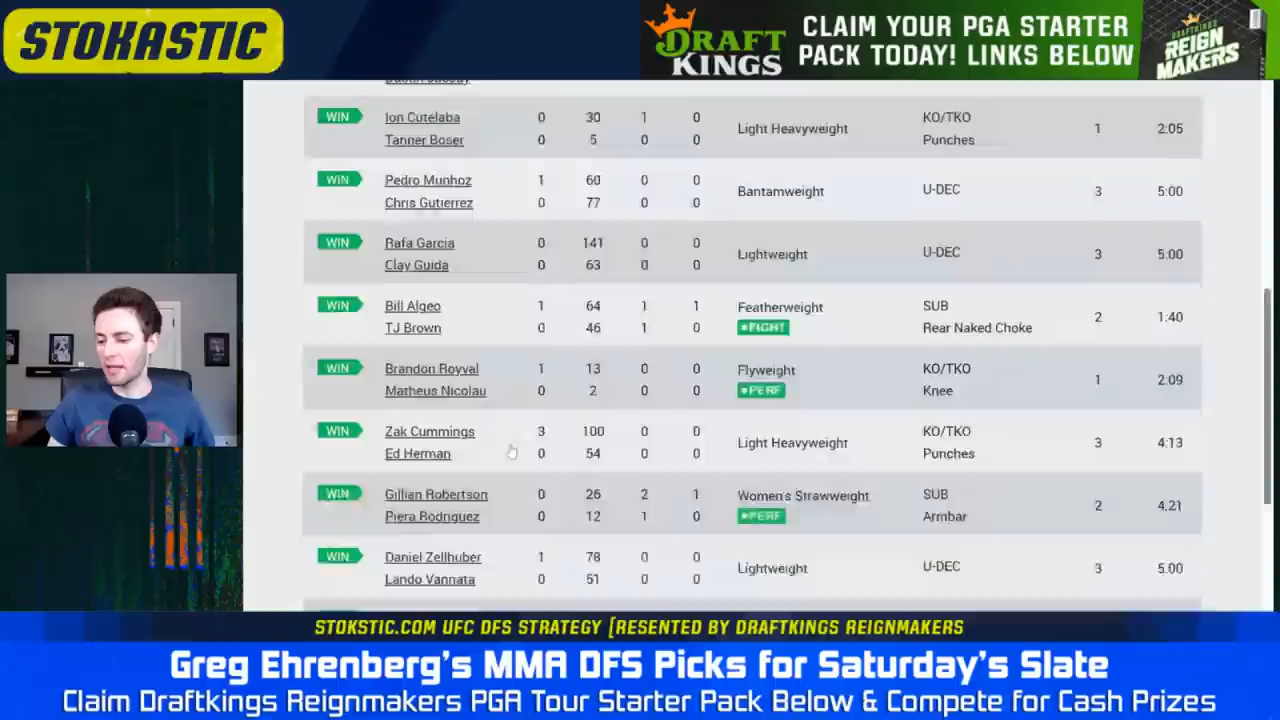 STOKASTIC
DRAFT
KINGS
CLAIM YOUR PGA STARTER
PACK TODAY! LINKS BELOW
DRAFTKINGS
REIGN
MAKERS
WIN Ion Cutelaba 0 30 1 0 Light Heavyweight KO/TKO 1 2:05
Tanner Boser 0 5 0 0 Punches
WIN Pedro Munhoz 1 60 0 0 Bantamweight U-DEC 3 5:00
Chris Gutierrez 0 77 0 0
WIN Rafa Garcia 0 141 0 0 Lightweight U-DEC 3 5:00
Clay Guida 0 63 0 0
WIN Bill Algeo 1 64 1 1 Featherweight SUB 2 1:40
TJ Brown 0 46 1 0 FIGHT Rear Naked Choke
WIN Brandon Royval 1 13 0 0 Flyweight KO/TKO 1 2:09
Matheus Nicolau 0 2 0 0 PERF Knee
WIN Zak Cummings 3 100 0 0 Light Heavyweight KO/TKO 3 4:13
Ed Herman 0 54 0 0 Punches
WIN Gillian Robertson 0 26 2 1 Women's Strawweight SUB 2 4:21
Piera Rodriguez 0 12 1 0 PERF Armbar
WIN Daniel Zellhuber 1 78 0 0 Lightweight U-DEC 3 5:00
Lando Vannata 0 51 0 0
STOKSTIC.COM UFC DFS STRATEGY [RESENTED BY DRAFTKINGS REIGNMAKERS
Greg Ehrenberg's MMA DFS Picks for Saturday's Slate
Claim Draftkings Reignmakers PGA Tour Starter Pack Below & Compete for Cash Prizes